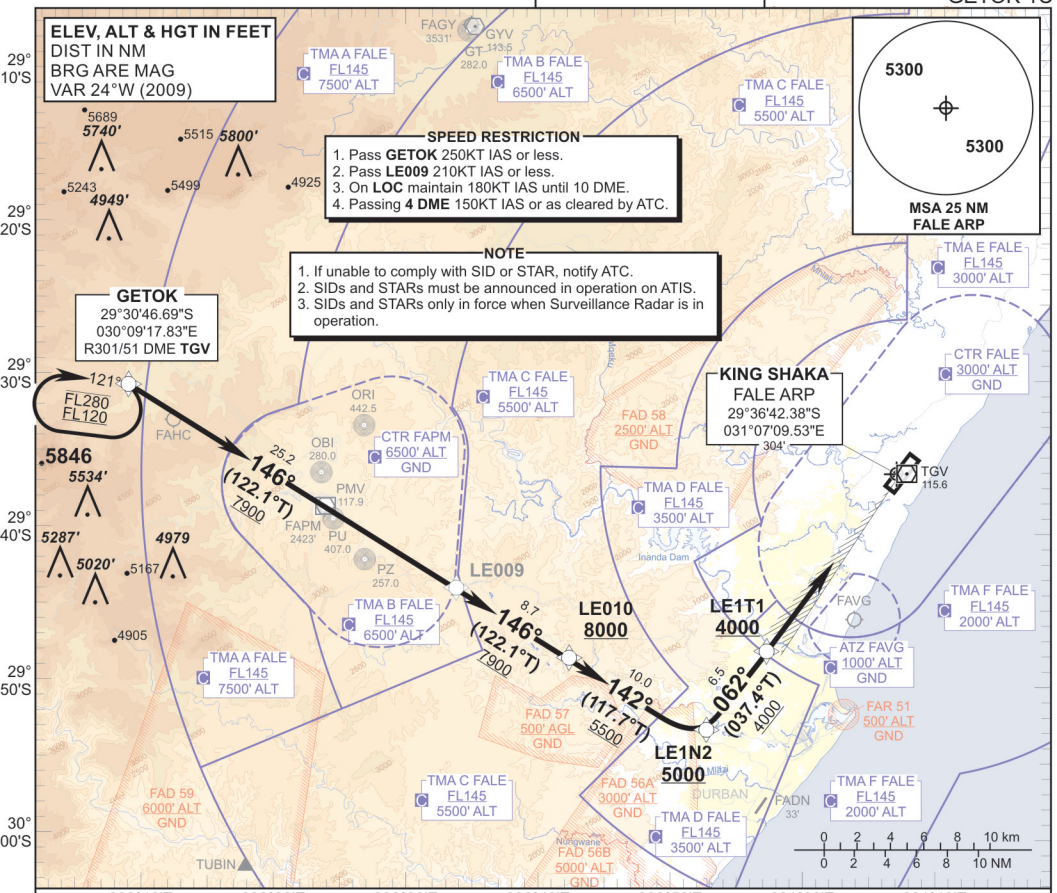 ELEV, ALT & HGT IN FEET
DIST IN NM
BRG ARE MAG
VAR 24°W (2009)
29°
10'S
29°
20'S
29°
30'S
29°
40'S
29°
50'S
30°
00'S
FAGY
3531'
GYV
113.5
GT
282.0
TMA A FALE
C FL145
7500' ALT
TMA B FALE
C FL145
6500' ALT
TMA C FALE
C FL145
5500' ALT
5300
5300
MSA 25 NM
FALE ARP
5689
5740'
5515
5800'
5243
4949'
5499
4925
SPEED RESTRICTION
1. Pass GETOK 250KT IAS or less.
2. Pass LE009 210KT IAS or less.
3. On LOC maintain 180KT IAS until 10 DME.
4. Passing 4 DME 150KT IAS or as cleared by ATC.
NOTE
1. If unable to comply with SID or STAR, notify ATC.
2. SIDs and STARs must be announced in operation on ATIS.
3. SIDs and STARs only in force when Surveillance Radar is in
operation.
TMA E FALE
C FL145
3000' ALT
GETOK
29°30'46.69"S
030°09'17.83"E
R301/51 DME TGV
121°
FL280
FL120
FAHC
5846
5534'
5287'
5020'
4979
5167
4905
ORI
442.5
OBI
280.0
CTR FAPM
C 6500' ALT
GND
PMV
117.9
FAPM
2423'
PU
407.0
PZ
257.0
25.2
146°
(122.1°T)
7900
TMA C FALE
C FL145
5500' ALT
FAD 58
2500' ALT
GND
KING SHAKA
FALE ARP
29°36'42.38"S
031°07'09.53"E
304'
CTR FALE
C 3000' ALT
GND
TGV
115.6
TMA D FALE
C FL145
3500' ALT
Inanda Dam
LE009
8.7
146°
(122.1°T)
7900
LE010
8000
LE1T1
4000
FAVG
TMA F FALE
C FL145
2000' ALT
ATZ FAVG
C 1000' ALT
GND
TMA B FALE
C FL145
6500' ALT
TMA A FALE
C FL145
7500' ALT
10.0
142°
(117.7°T)
5500
6.5
062°
(037.4°T)
4000
FAD 57
500' AGL
GND
FAR 51
500' ALT
GND
LE1N2
5000
Mlazi
DURBAN
FADN
33'
FAD 56A
3000' ALT
GND
TMA C FALE
C FL145
5500' ALT
TMA D FALE
C FL145
3500' ALT
TMA F FALE
C FL145
2000' ALT
FAD 59
6000' ALT
GND
TUBIN
Nungwane
FAD 56B
5000' ALT
GND
0 2 4 6 8 10 km
0 2 4 6 8 10 NM